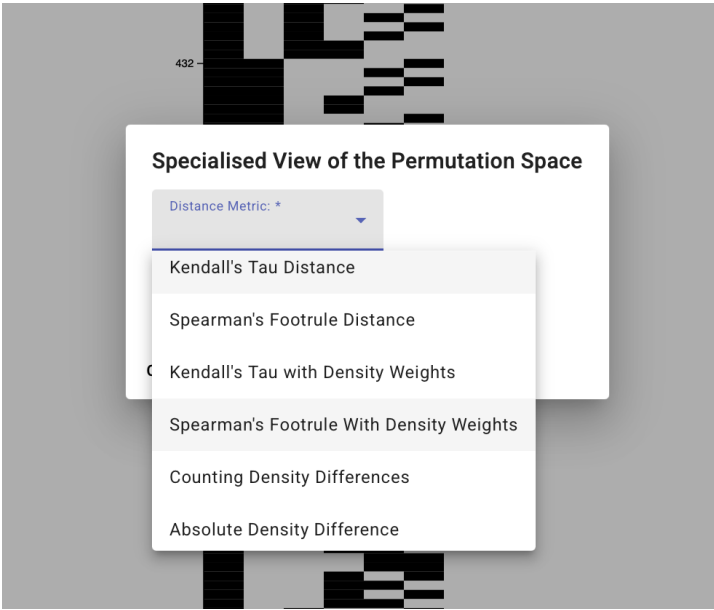 432
Specialised View of the Permutation Space
Distance Metric: *
Kendall's Tau Distance
Spearman's Footrule Distance
Kendall's Tau with Density Weights
Spearman's Footrule With Density Weights
Counting Density Differences
Absolute Density Difference